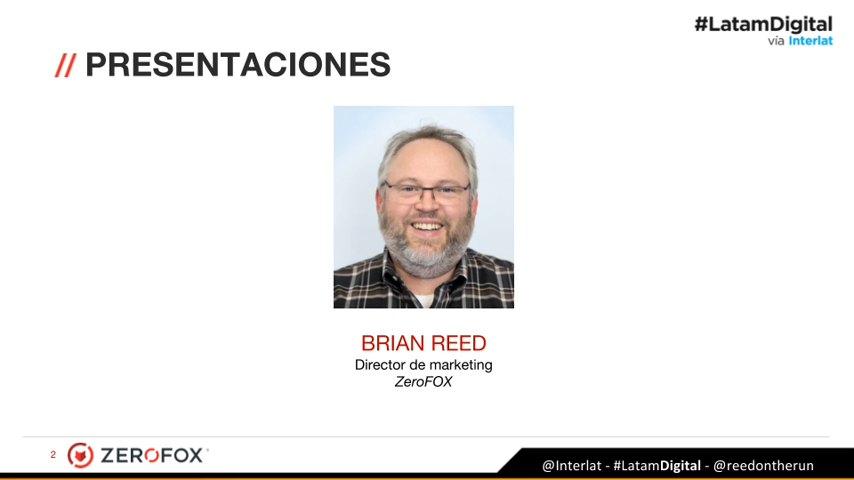 #LatamDigital
vía Interlat
// PRESENTACIONES
BRIAN REED
Director de marketing
ZeroFOX
2
ZEROFOX
@Interlat - #LatamDigital - @reedontherun